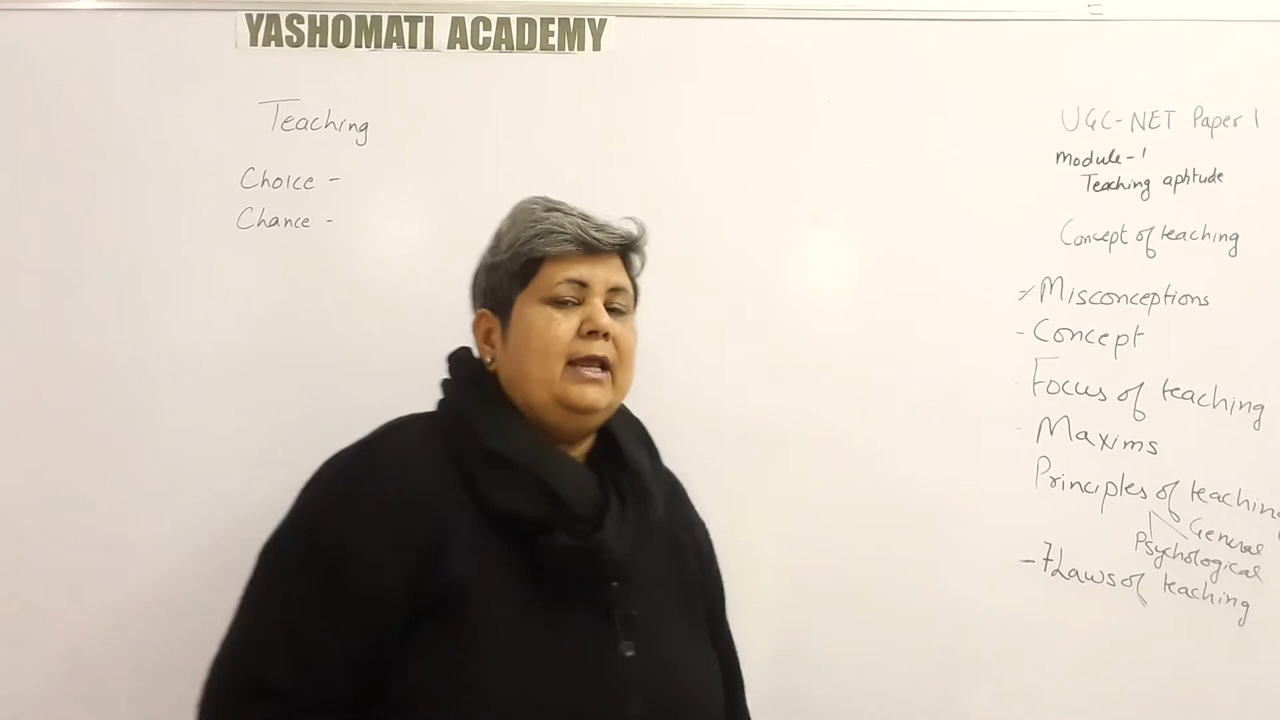 YASHOMATI ACADEMY
Teaching
Choice -
Chance -
UGC-NET Paper 1
Module-1
Teaching aptitude
Concept of teaching
Misconceptions
- Concept
Focus of teaching
- Maxims
Principles of teaching
General
Psychological
- 7 Laws of teaching